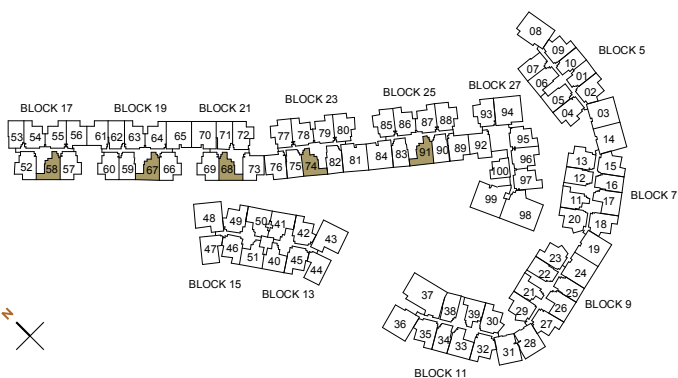 BLOCK 5
08
09
10
07
01
06
02
05
04
03
14
BLOCK 27
93 94
95
96
100 97
99
98
BLOCK 25
85 86 87 88
83 91 90 89 92
BLOCK 23
77 78 79 80
76 75 74 82 81 84
BLOCK 21
70 71 72
69 68 73
BLOCK 19
61 62 63 64 65
60 59 67 66
BLOCK 17
53 54 55 56
52 58 57
BLOCK 7
13 15
12 16
11 17
20 18
BLOCK 9
19
23
24
22
25
21
26
29
27
28
BLOCK 15
48 49
47 46
BLOCK 13
50 41 42 43
51 40 45 44
BLOCK 11
37
38 39 30
36 35 34 33 32 31
N